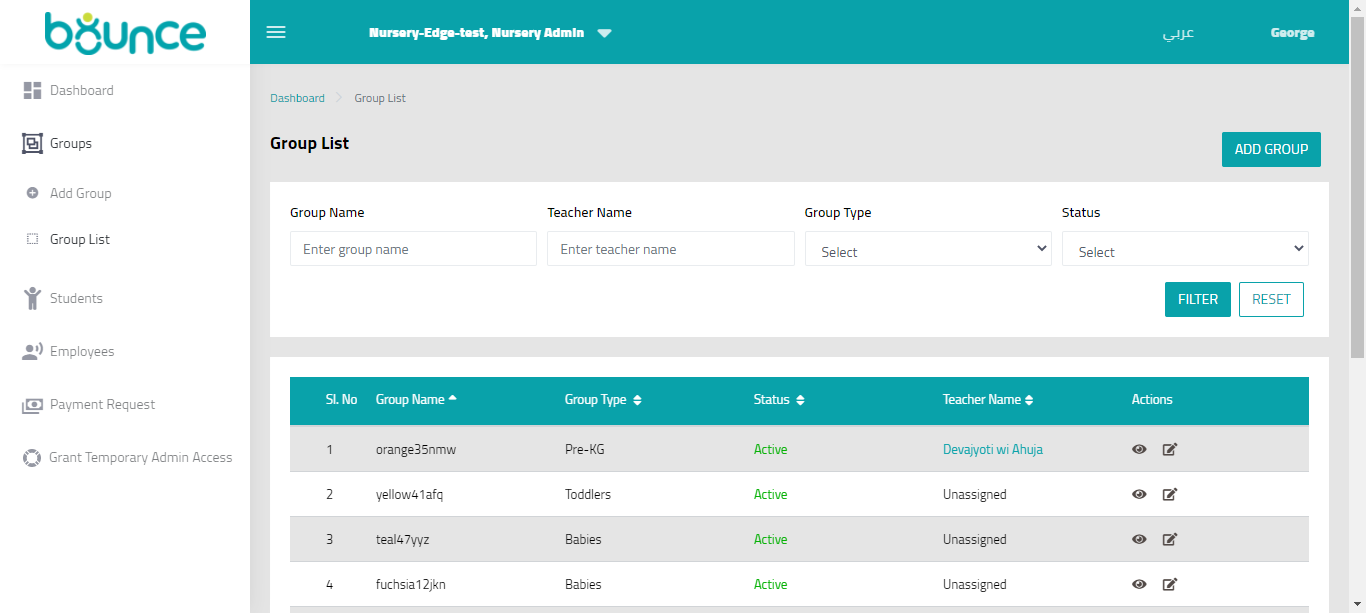 bounce
Nursery-Edge-test, Nursery Admin
عربي
George
Dashboard
Groups
Add Group
Group List
Students
Employees
Payment Request
Grant Temporary Admin Access
Dashboard Group List
Group List
ADD GROUP
Group Name Teacher Name Group Type Status
Enter group name Enter teacher name Select Select
FILTER RESET
Sl. No Group Name Group Type Status Teacher Name Actions
1 orange35nmw Pre-KG Active Devajyoti wi Ahuja
2 yellow41afq Toddlers Active Unassigned
3 teal47yyz Babies Active Unassigned
4 fuchsia12jkn Babies Active Unassigned